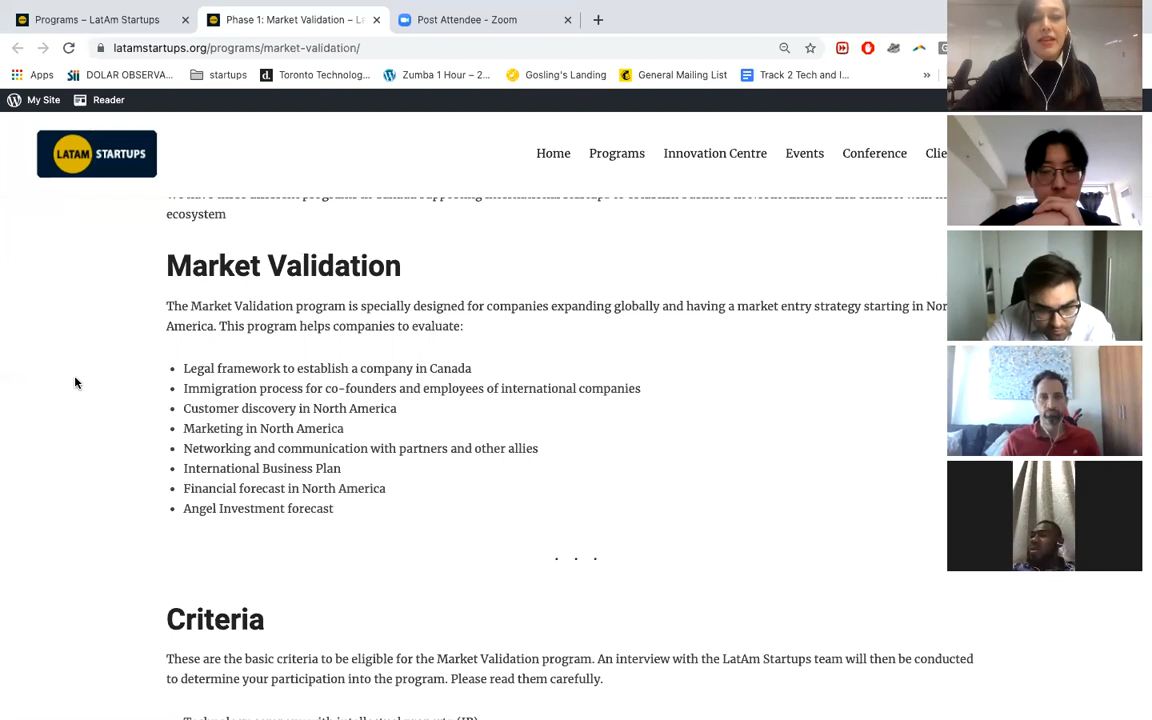 Programs – LatAm Startups
Phase 1: Market Validation – L
Post Attendee - Zoom
latamstartups.org/programs/market-validation/
Apps
DOLAR OBSERVA...
startups
Toronto Technolog...
Zumba 1 Hour – 2...
Gosling's Landing
General Mailing List
Track 2 Tech and I...
»
My Site
Reader
LATAM STARTUPS
Home
Programs
Innovation Centre
Events
Conference
Clie
ecosystem
Market Validation
The Market Validation program is specially designed for companies expanding globally and having a market entry strategy starting in Nor
America. This program helps companies to evaluate:
• Legal framework to establish a company in Canada
• Immigration process for co-founders and employees of international companies
• Customer discovery in North America
• Marketing in North America
• Networking and communication with partners and other allies
• International Business Plan
• Financial forecast in North America
• Angel Investment forecast
. . .
Criteria
These are the basic criteria to be eligible for the Market Validation program. An interview with the LatAm Startups team will then be conducted
to determine your participation into the program. Please read them carefully.